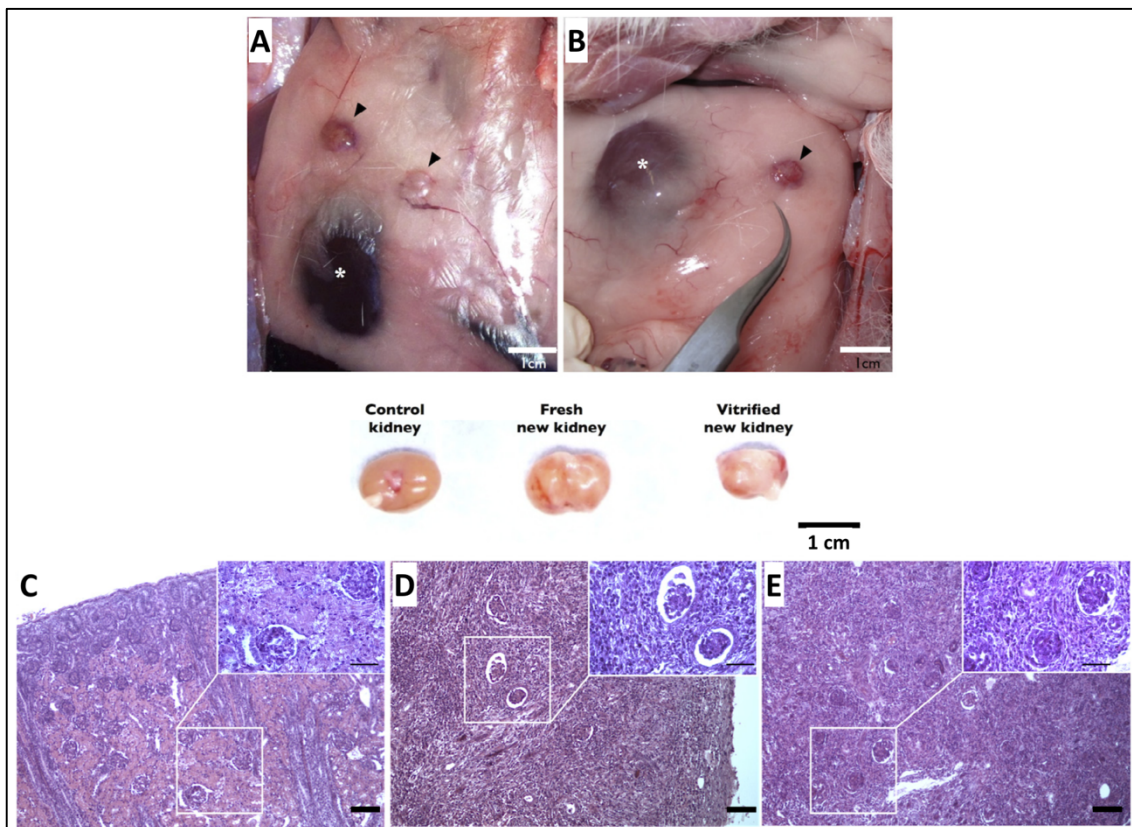 A
B
*
*
1cm
1cm
Control
kidney
Fresh
new kidney
Vitrified
new kidney
1 cm
C
D
E